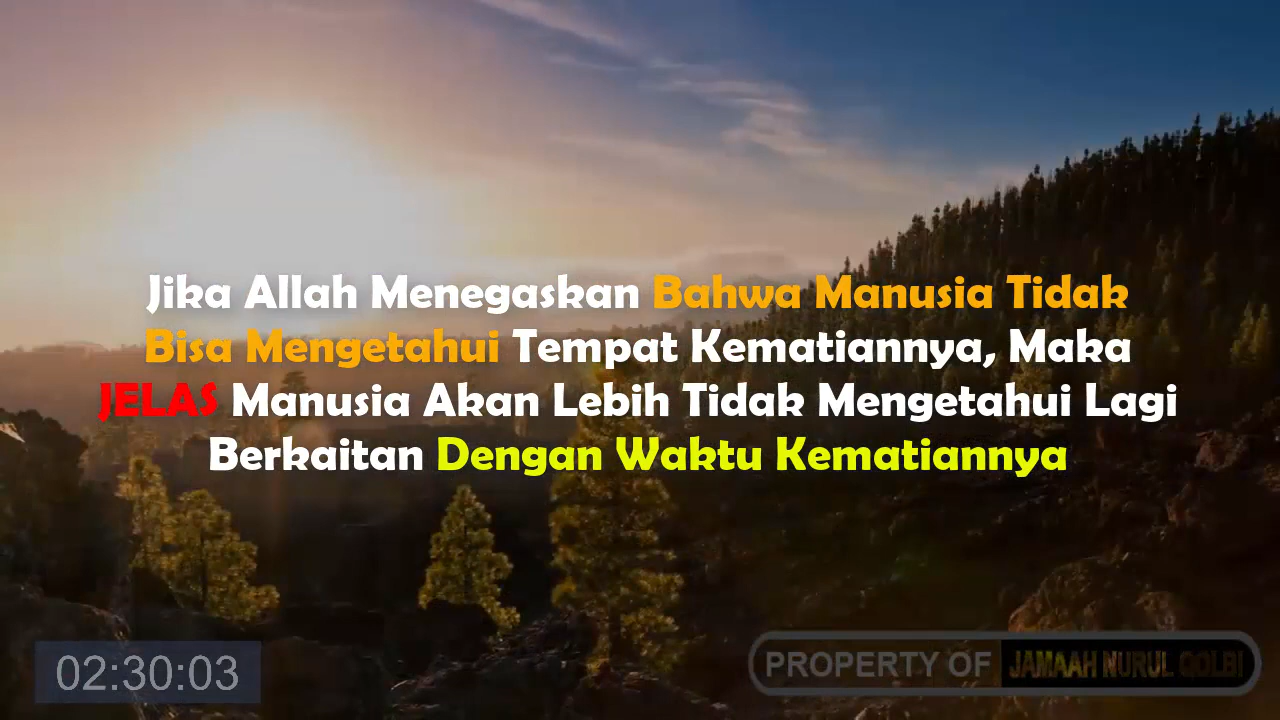 Jika Allah Menegaskan Bahwa Manusia Tidak
Bisa Mengetahui Tempat Kematiannya, Maka
JELAS Manusia Akan Lebih Tidak Mengetahui Lagi
Berkaitan Dengan Waktu Kematiannya
02:30:03
PROPERTY OF JAMAAH NURUL QOLBI